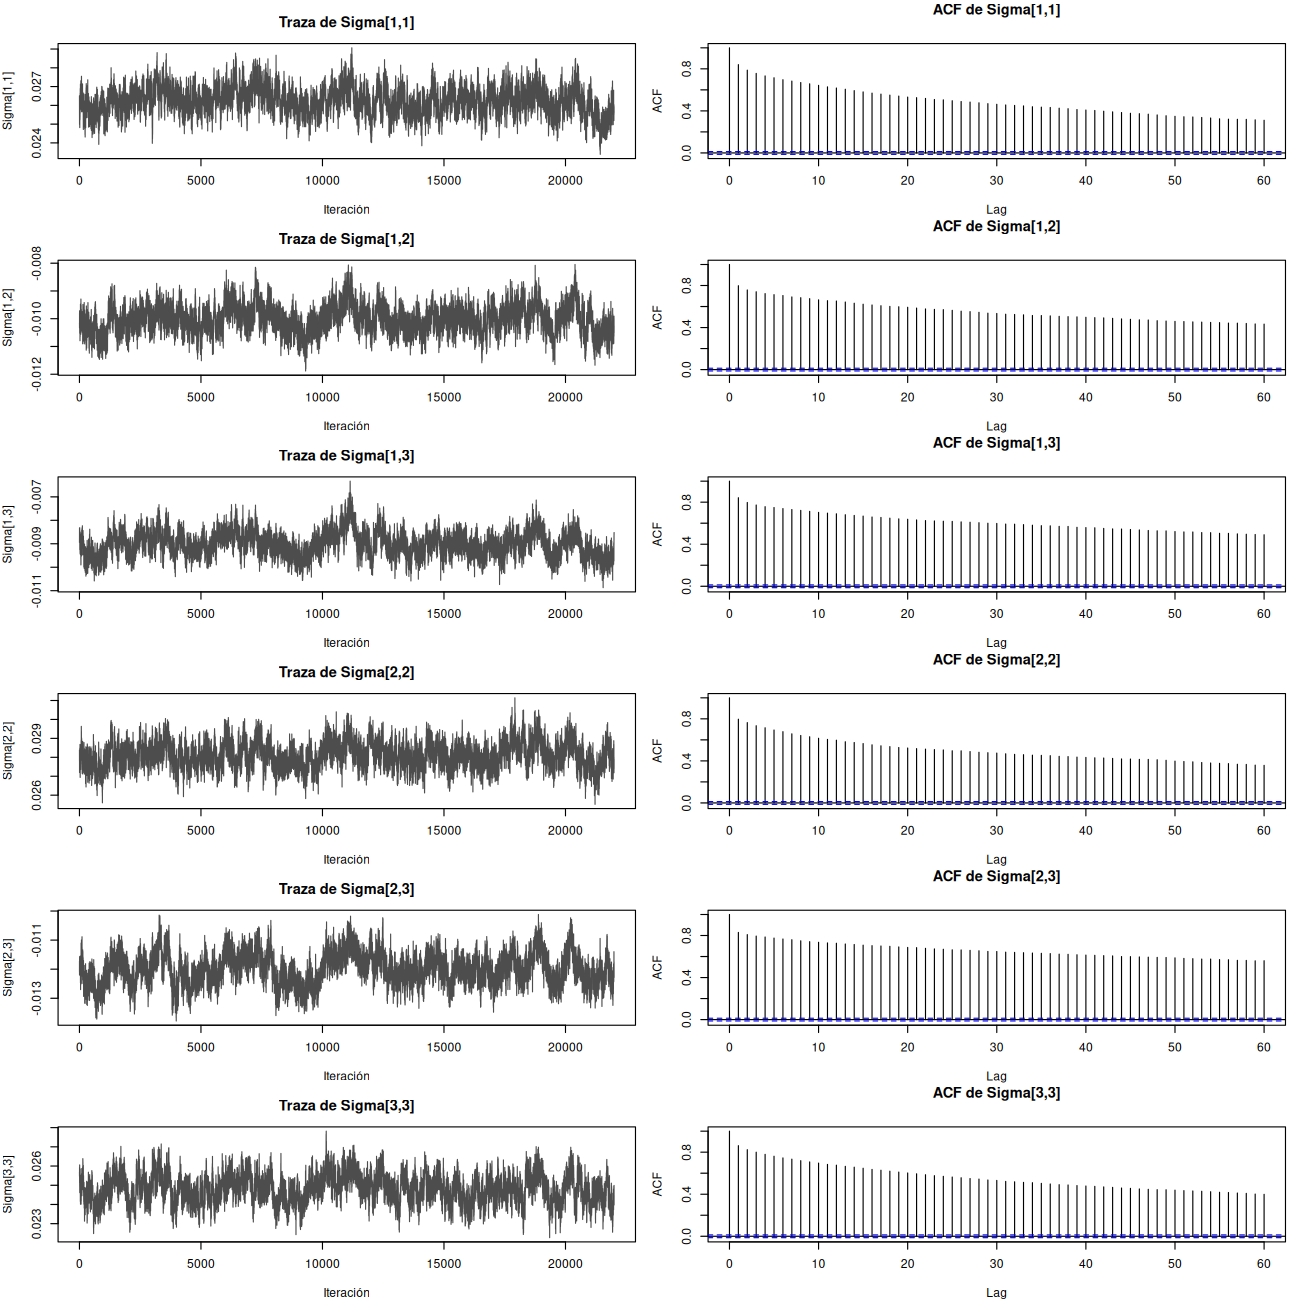 Traza de Sigma[1,1]
Sigma[1,1]
0.027
0.024
0 5000 10000 15000 20000
Iteración
ACF de Sigma[1,1]
ACF
0.8
0.4
0.0
0 10 20 30 40 50 60
Lag
Traza de Sigma[1,2]
Sigma[1,2]
-0.008
-0.010
-0.012
0 5000 10000 15000 20000
Iteración
ACF de Sigma[1,2]
ACF
0.8
0.4
0.0
0 10 20 30 40 50 60
Lag
Traza de Sigma[1,3]
Sigma[1,3]
-0.007
-0.009
-0.011
0 5000 10000 15000 20000
Iteración
ACF de Sigma[1,3]
ACF
0.8
0.4
0.0
0 10 20 30 40 50 60
Lag
Traza de Sigma[2,2]
Sigma[2,2]
0.029
0.026
0 5000 10000 15000 20000
Iteración
ACF de Sigma[2,2]
ACF
0.8
0.4
0.0
0 10 20 30 40 50 60
Lag
Traza de Sigma[2,3]
Sigma[2,3]
-0.011
-0.013
0 5000 10000 15000 20000
Iteración
ACF de Sigma[2,3]
ACF
0.8
0.4
0.0
0 10 20 30 40 50 60
Lag
Traza de Sigma[3,3]
Sigma[3,3]
0.026
0.023
0 5000 10000 15000 20000
Iteración
ACF de Sigma[3,3]
ACF
0.8
0.4
0.0
0 10 20 30 40 50 60
Lag